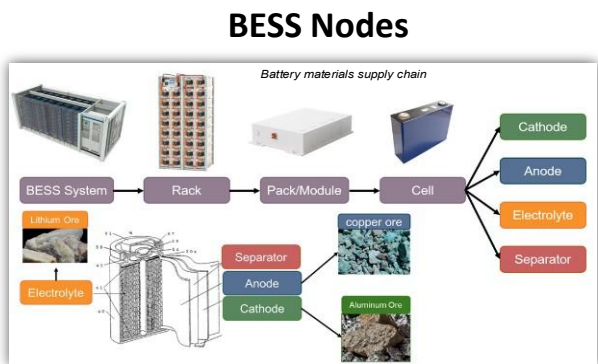 BESS Nodes
Battery materials supply chain
BESS System
Rack
Pack/Module
Cell
Cathode
Anode
Electrolyte
Separator
Lithium Ore
Electrolyte
Separator
Anode
Cathode
copper ore
Aluminum Ore